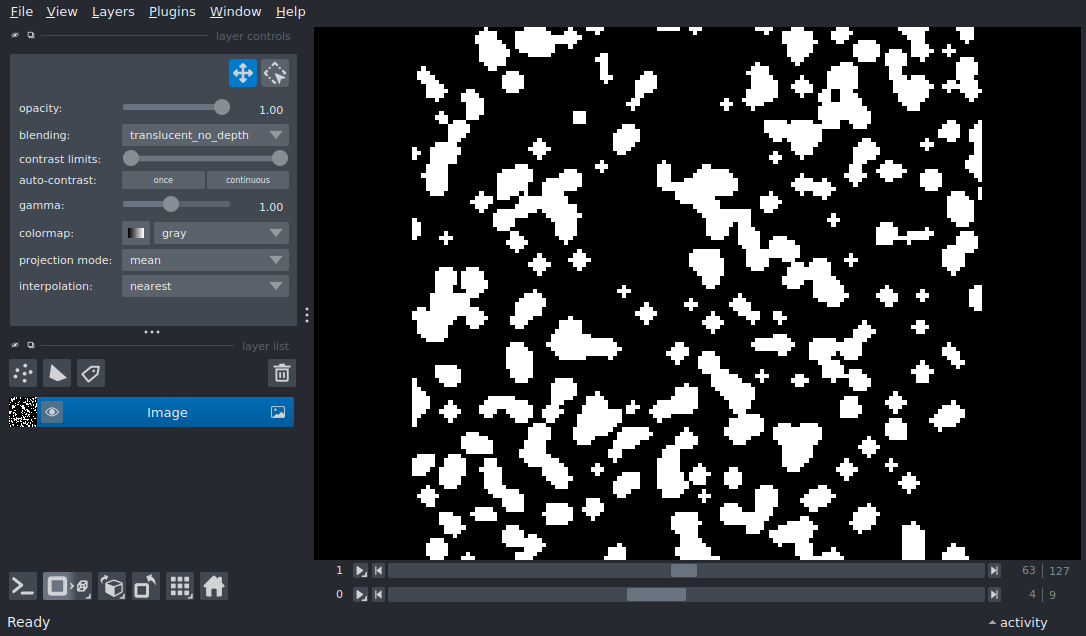 File View Layers Plugins Window Help
layer controls
opacity: 1.00
blending: translucent_no_depth
contrast limits:
auto-contrast: once continuous
gamma: 1.00
colormap: gray
projection mode: mean
interpolation: nearest
layer list
Image
1 63 127
0 4 9
Ready activity